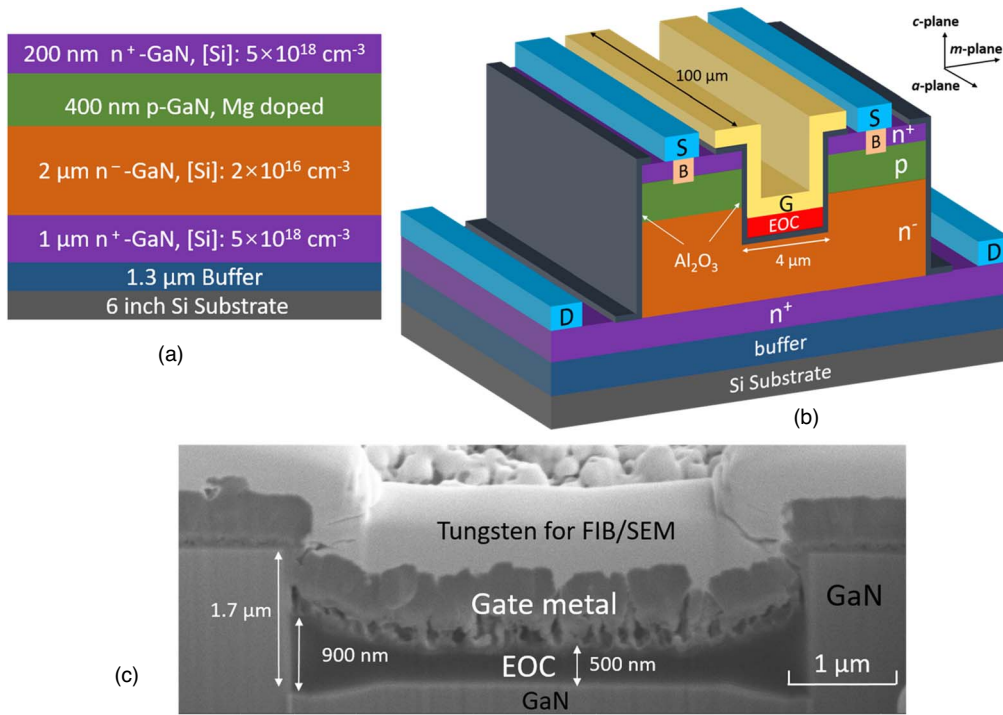 200 nm n⁺-GaN, [Si]: 5×10¹⁸ cm⁻³
400 nm p-GaN, Mg doped
2 μm n⁻-GaN, [Si]: 2×10¹⁶ cm⁻³
1 μm n⁺-GaN, [Si]: 5×10¹⁸ cm⁻³
1.3 μm Buffer
6 inch Si Substrate
(a)
c-plane
m-plane
a-plane
100 μm
S
S
B
B
n⁺
p
n⁻
G
EOC
Al₂O₃
4 μm
D
D
n⁺
buffer
Si Substrate
(b)
Tungsten for FIB/SEM
1.7 μm
Gate metal
GaN
900 nm
EOC
500 nm
1 μm
GaN
(c)